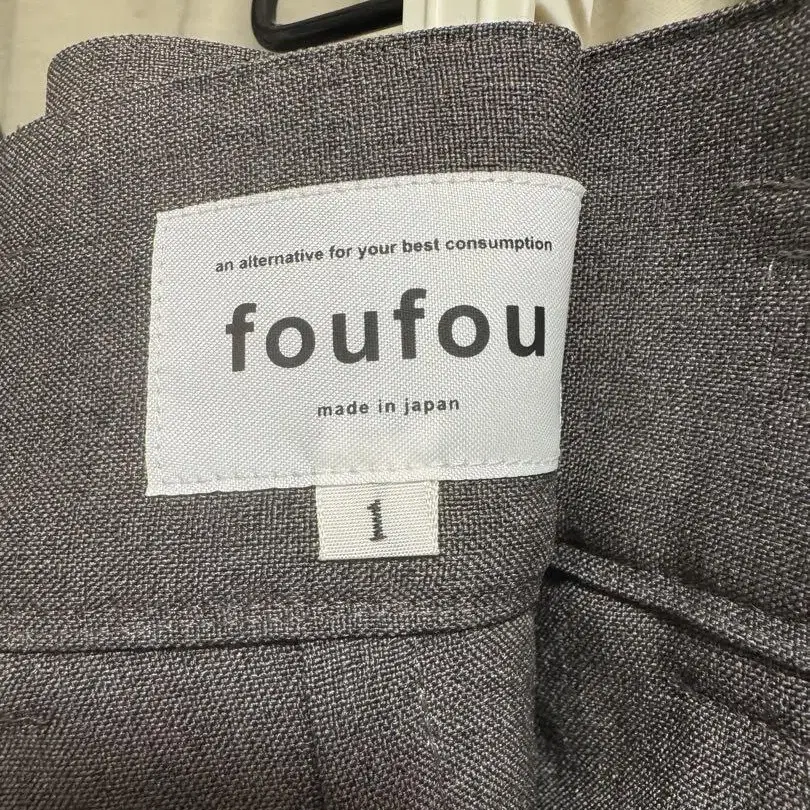 an alternative for your best consumption
foufou
made in japan
1